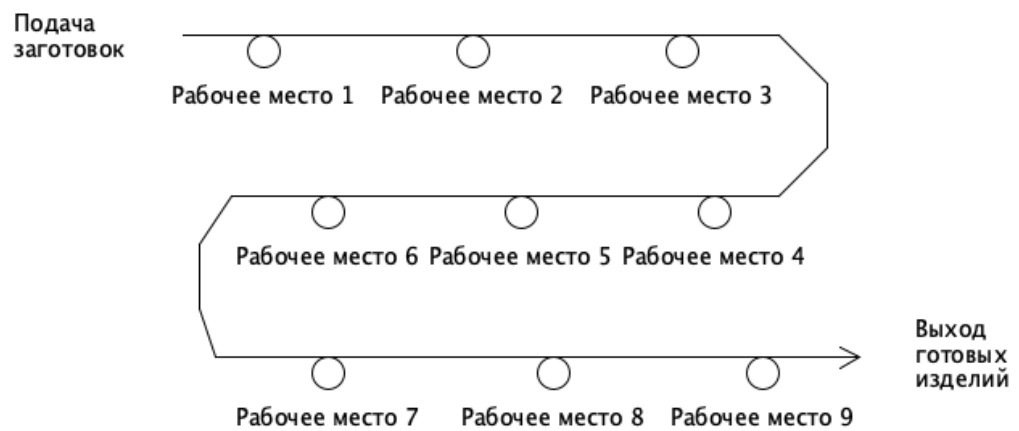 Подача
заготовок
Рабочее место 1 Рабочее место 2 Рабочее место 3
Рабочее место 6 Рабочее место 5 Рабочее место 4
Выход
готовых
изделий
Рабочее место 7 Рабочее место 8 Рабочее место 9